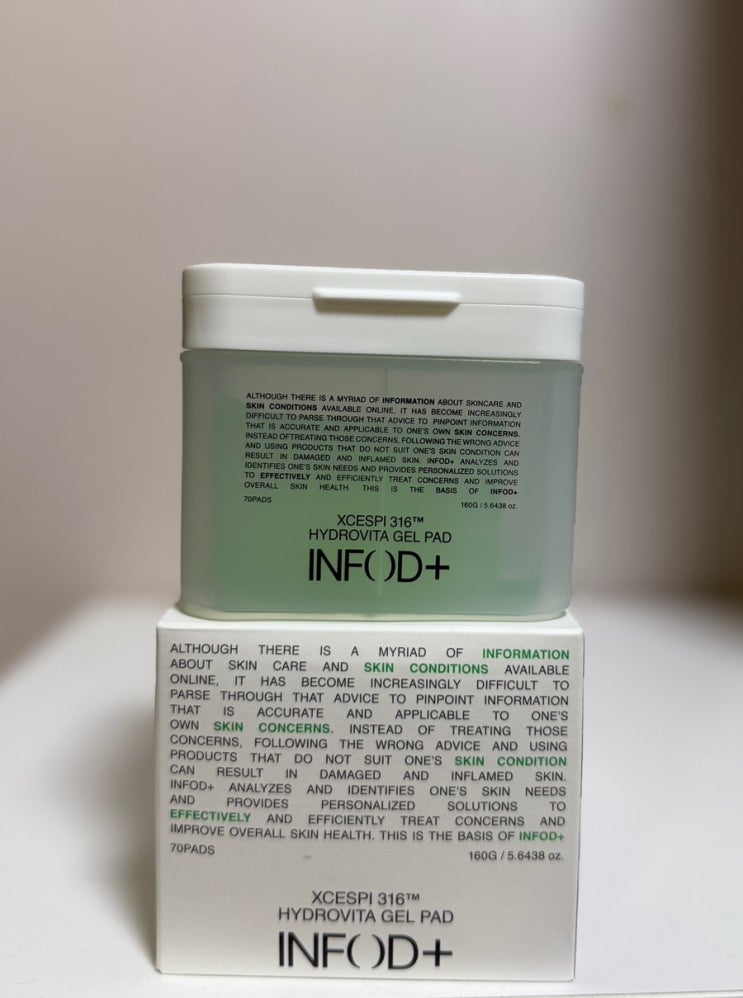 ALTHOUGH THERE IS A MYRIAD OF INFORMATION ABOUT SKINCARE AND
SKIN CONDITIONS AVAILABLE ONLINE, IT HAS BECOME INCREASINGLY
DIFFICULT TO PARSE THROUGH THAT ADVICE TO PINPOINT INFORMATION
THAT IS ACCURATE AND APPLICABLE TO ONE'S OWN SKIN CONCERNS.
INSTEAD OFTREATING THOSE CONCERNS, FOLLOWING THE WRONG ADVICE
AND USING PRODUCTS THAT DO NOT SUIT ONE'S SKIN CONDITION CAN
RESULT IN DAMAGED AND INFLAMED SKIN. INFOD+ ANALYZES AND
IDENTIFIES ONE'S SKIN NEEDS AND PROVIDES PERSONALIZED SOLUTIONS
TO EFFECTIVELY AND EFFICIENTLY TREAT CONCERNS AND IMPROVE
OVERALL SKIN HEALTH. THIS IS THE BASIS OF INFOD+
70PADS 160G / 5.6438 oz.
XCESPI 316™
HYDROVITA GEL PAD
INFOD+
ALTHOUGH THERE IS A MYRIAD OF INFORMATION
ABOUT SKIN CARE AND SKIN CONDITIONS AVAILABLE
ONLINE, IT HAS BECOME INCREASINGLY DIFFICULT TO
PARSE THROUGH THAT ADVICE TO PINPOINT INFORMATION
THAT IS ACCURATE AND APPLICABLE TO ONE'S
OWN SKIN CONCERNS. INSTEAD OF TREATING THOSE
CONCERNS, FOLLOWING THE WRONG ADVICE AND USING
PRODUCTS THAT DO NOT SUIT ONE'S SKIN CONDITION
CAN RESULT IN DAMAGED AND INFLAMED SKIN.
INFOD+ ANALYZES AND IDENTIFIES ONE'S SKIN NEEDS
AND PROVIDES PERSONALIZED SOLUTIONS TO
EFFECTIVELY AND EFFICIENTLY TREAT CONCERNS AND
IMPROVE OVERALL SKIN HEALTH. THIS IS THE BASIS OF INFOD+
70PADS 160G / 5.6438 oz.
XCESPI 316™
HYDROVITA GEL PAD
INFOD+